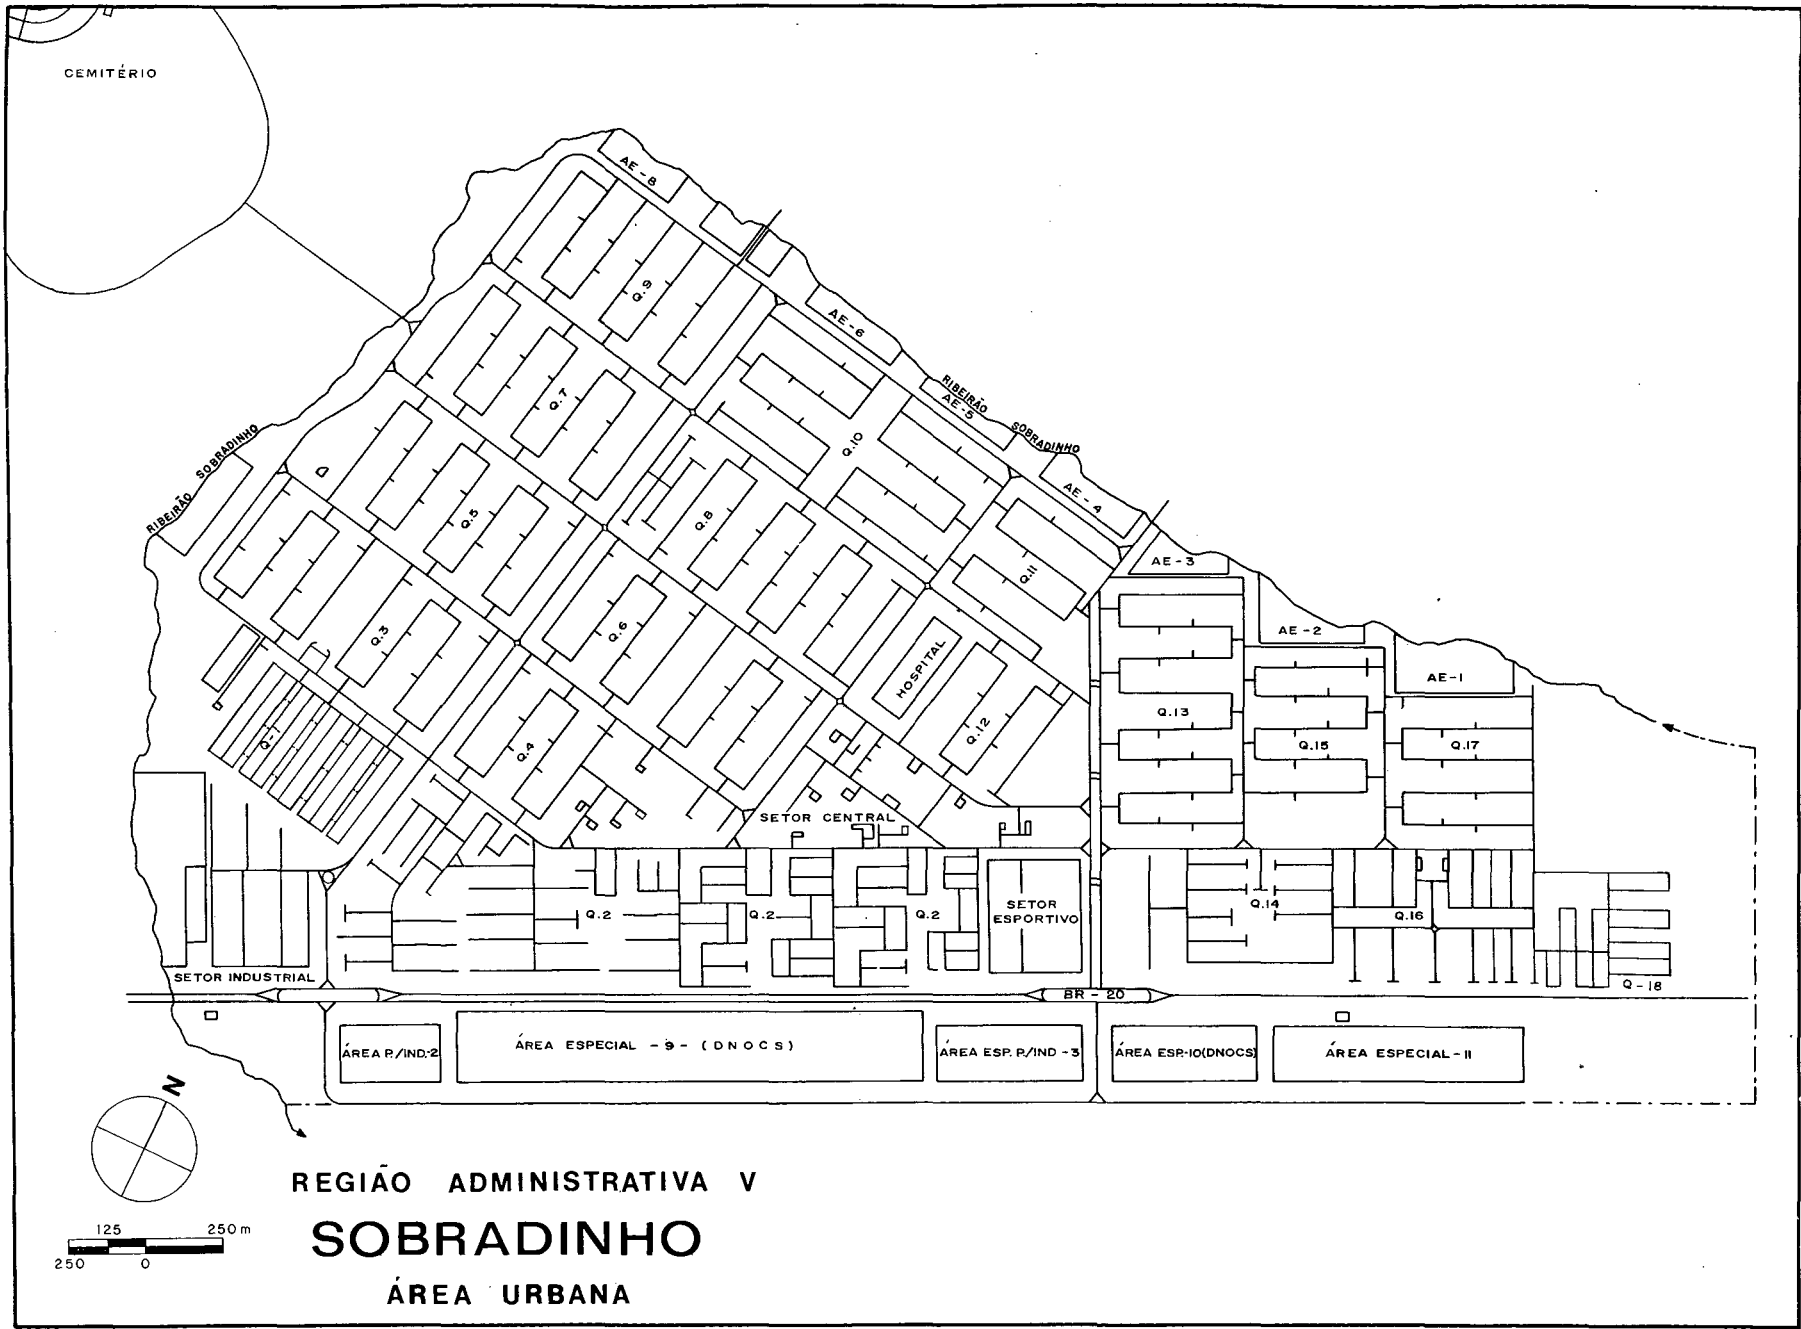 CEMITÉRIO
AE - 8
Q.9
AE - 6
RIBEIRÃO
SOBRADINHO
AE - 5
Q.7
Q.10
RIBEIRÃO SOBRADINHO
AE - 4
Q.5
Q.8
AE - 3
Q.11
Q.3
Q.6
HOSPITAL
AE - 2
AE-1
Q-1
Q.4
Q.12
Q.13
Q.15
Q.17
SETOR CENTRAL
Q.2
Q.2
Q.2
SETOR
ESPORTIVO
Q.14
Q.16
SETOR INDUSTRIAL
Q - 18
BR - 20
ÁREA P./IND.-2
ÁREA ESPECIAL - 9 - (DNOCS)
ÁREA ESP. P./IND - 3
ÁREA ESP.-10(DNOCS)
ÁREA ESPECIAL - 11
N
REGIÃO ADMINISTRATIVA V
SOBRADINHO
ÁREA URBANA
125 250 m
250 0